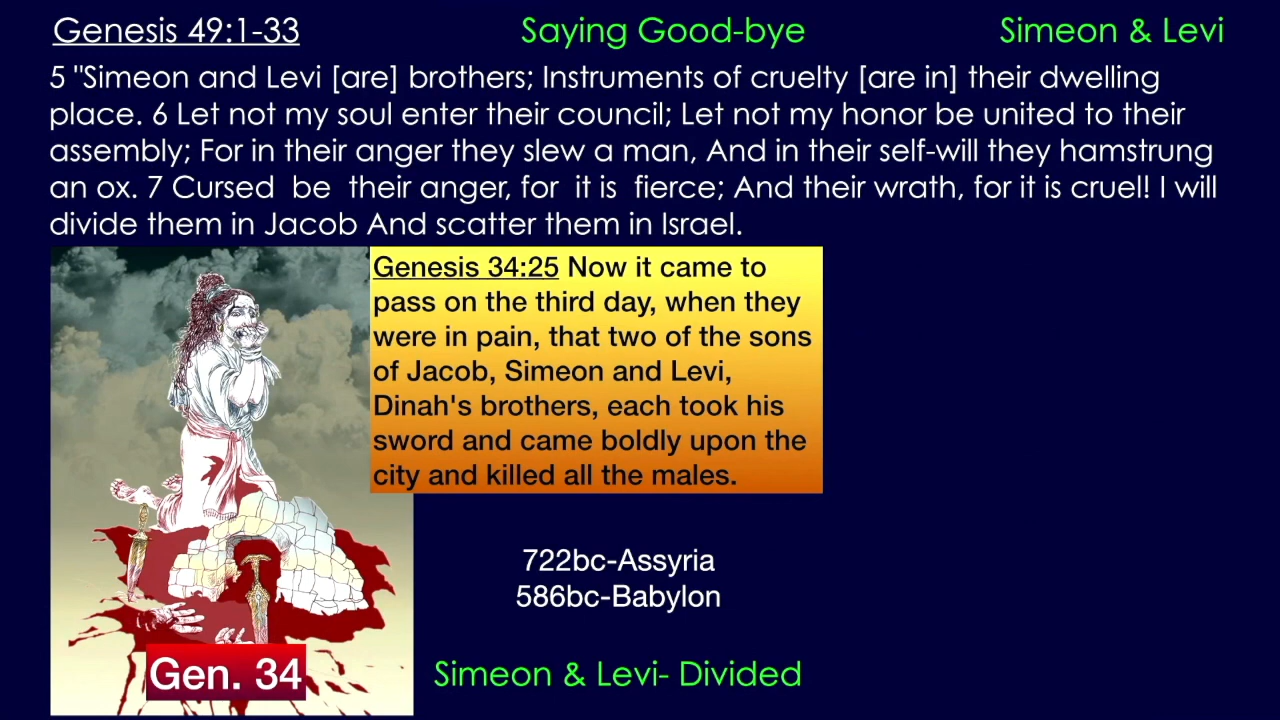 Genesis 49:1-33
Saying Good-bye
Simeon & Levi
5 "Simeon and Levi [are] brothers; Instruments of cruelty [are in] their dwelling
place. 6 Let not my soul enter their council; Let not my honor be united to their
assembly; For in their anger they slew a man, And in their self-will they hamstrung
an ox. 7 Cursed be their anger, for it is fierce; And their wrath, for it is cruel! I will
divide them in Jacob And scatter them in Israel.
Genesis 34:25 Now it came to
pass on the third day, when they
were in pain, that two of the sons
of Jacob, Simeon and Levi,
Dinah's brothers, each took his
sword and came boldly upon the
city and killed all the males.
722bc-Assyria
586bc-Babylon
Gen. 34
Simeon & Levi- Divided